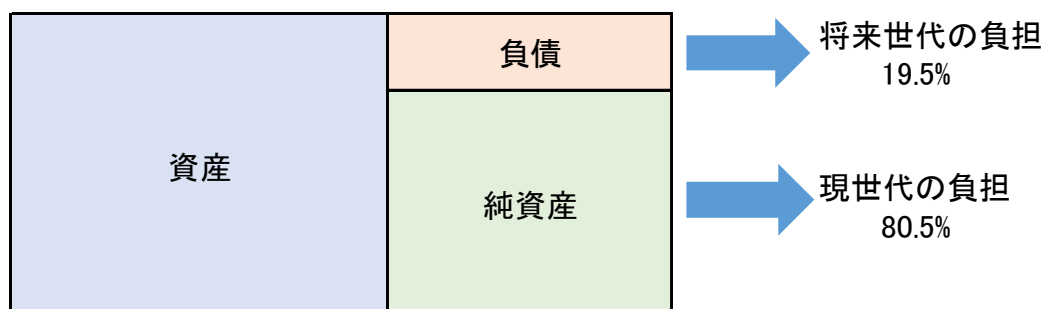 負債
将来世代の負担
19.5%
資産
純資産
現世代の負担
80.5%